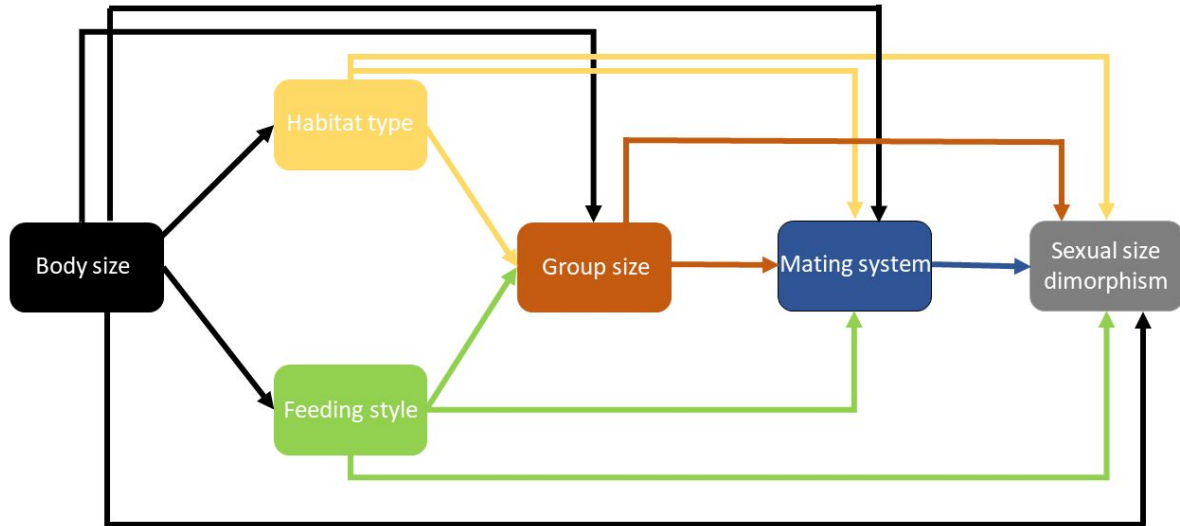 Habitat type
Body size
Group size
Mating system
Sexual size
dimorphism
Feeding style